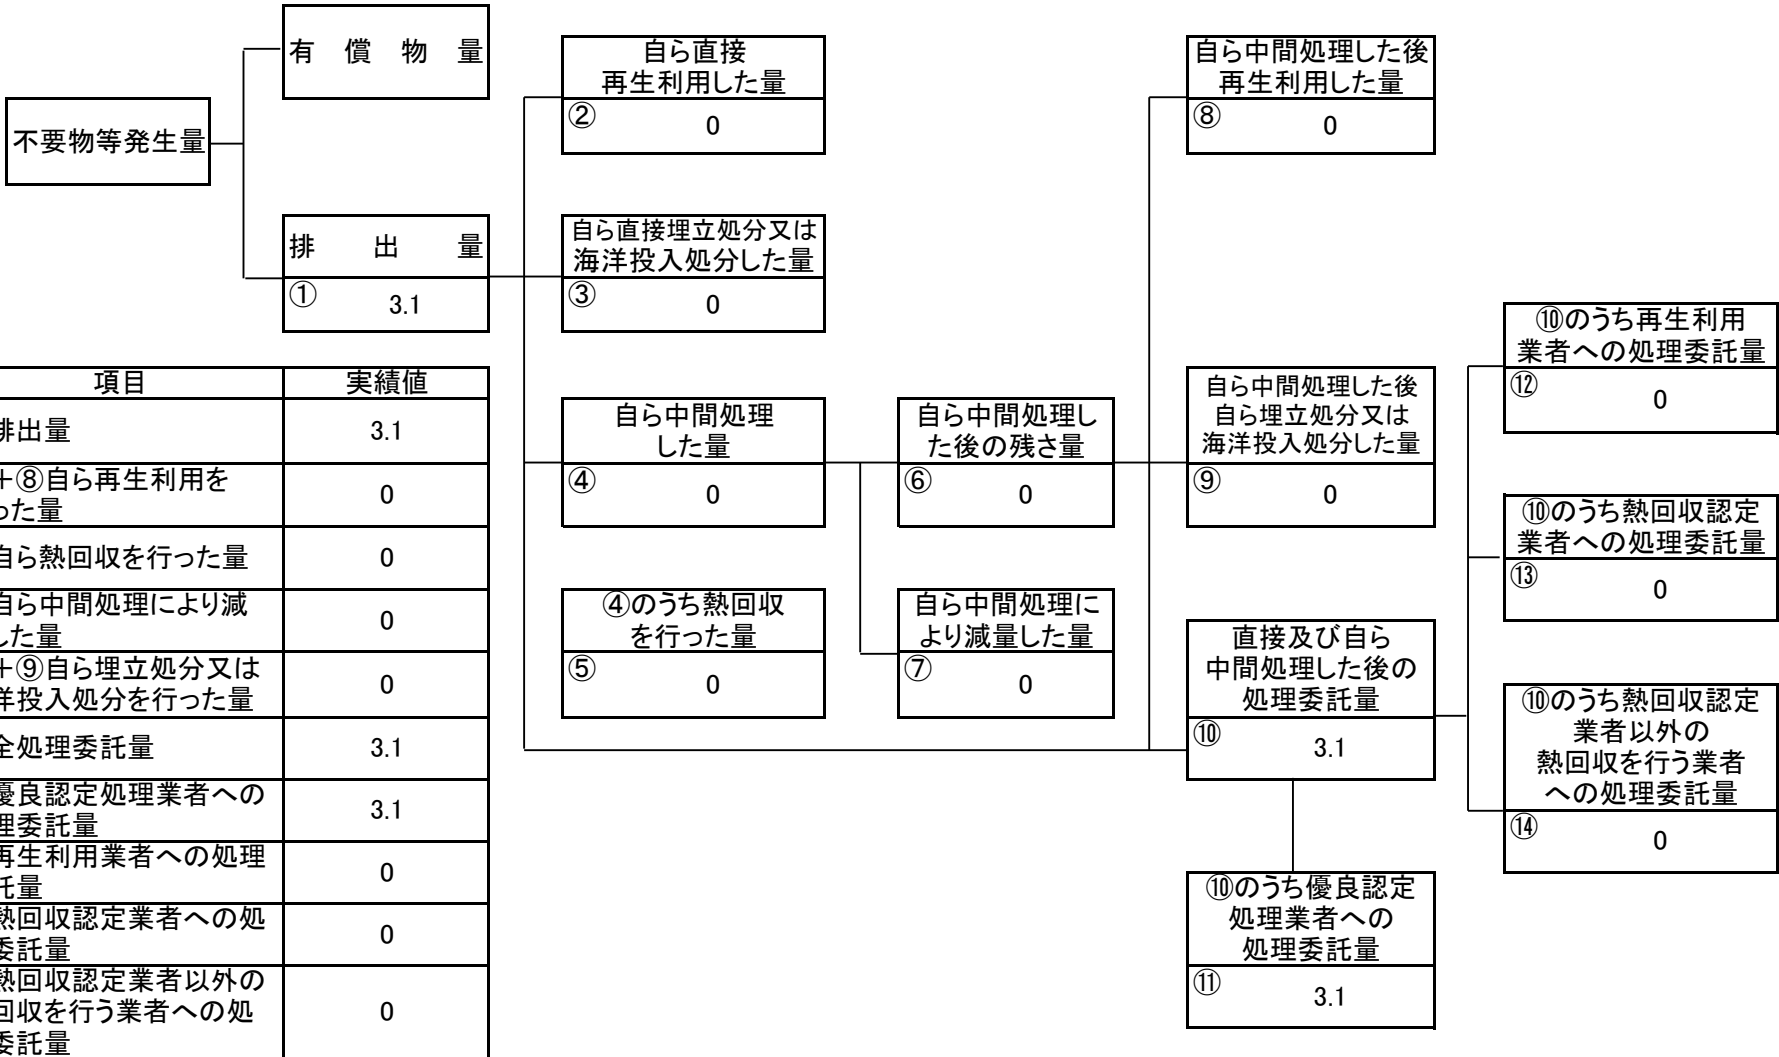 有償物量
不要物等発生量
排出量
① 3.1
自ら直接
再生利用した量
② 0
自ら直接埋立処分又は
海洋投入処分した量
③ 0
自ら中間処理
した量
④ 0
④のうち熱回収
を行った量
⑤ 0
自ら中間処理し
た後の残さ量
⑥ 0
自ら中間処理に
より減量した量
⑦ 0
自ら中間処理した後
再生利用した量
⑧ 0
自ら中間処理した後
自ら埋立処分又は
海洋投入処分した量
⑨ 0
直接及び自ら
中間処理した後の
処理委託量
⑩ 3.1
⑩のうち優良認定
処理業者への
処理委託量
⑪ 3.1
⑩のうち再生利用
業者への処理委託量
⑫ 0
⑩のうち熱回収認定
業者への処理委託量
⑬ 0
⑩のうち熱回収認定
業者以外の
熱回収を行う業者
への処理委託量
⑭ 0
項目 実績値
排出量 3.1
+⑧自ら再生利用を
った量 0
自ら熱回収を行った量 0
自ら中間処理により減
した量 0
+⑨自ら埋立処分又は
洋投入処分を行った量 0
全処理委託量 3.1
優良認定処理業者への
理委託量 3.1
再生利用業者への処理
託量 0
熱回収認定業者への処
委託量 0
熱回収認定業者以外の
回収を行う業者への処
委託量 0